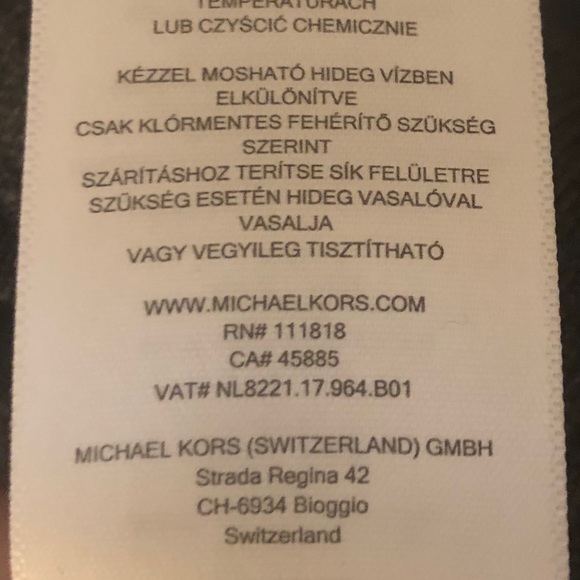 TEMPERATURACH
LUB CZYŚCIĆ CHEMICZNIE
KÉZZEL MOSHATÓ HIDEG VÍZBEN
ELKÜLÖNÍTVE
CSAK KLÓRMENTES FEHÉRÍTŐ SZÜKSÉG
SZERINT
SZÁRÍTÁSHOZ TERÍTSE SÍK FELÜLETRE
SZÜKSÉG ESETÉN HIDEG VASALÓVAL
VASALJA
VAGY VEGYILEG TISZTÍTHATÓ
WWW.MICHAELKORS.COM
RN# 111818
CA# 45885
VAT# NL8221.17.964.B01
MICHAEL KORS (SWITZERLAND) GMBH
Strada Regina 42
CH-6934 Bioggio
Switzerland